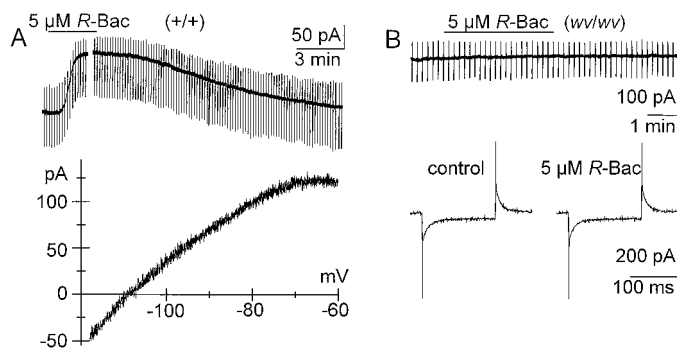 A
5 µM R-Bac (+/+)
50 pA
3 min
pA
100
50
0
-50
-100
-80
-60
mV
B
5 µM R-Bac (wv/wv)
100 pA
1 min
control
5 µM R-Bac
200 pA
100 ms